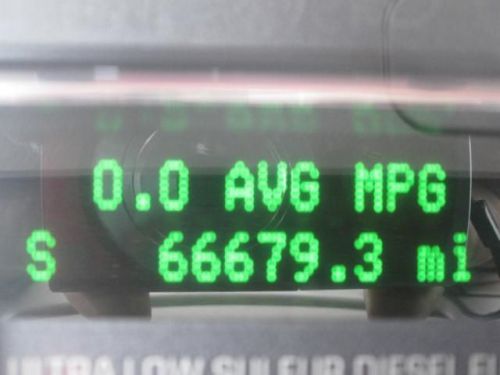 0.0 AVG MPG
S 66679.3 mi
ULTRA LOW SULFUR DIESEL